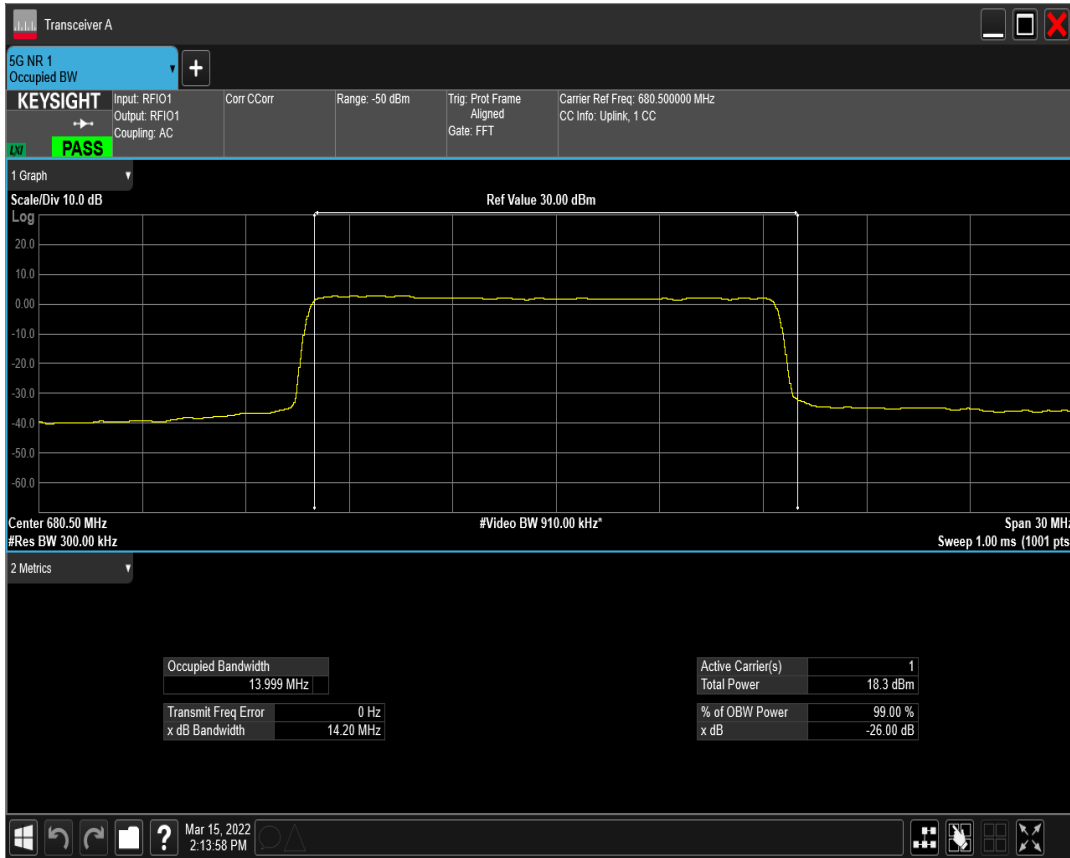 Transceiver A
5G NR 1
Occupied BW
+
KEYSIGHT
LXI
PASS
Input: RFIO1
Output: RFIO1
Coupling: AC
Corr CCorr
Range: -50 dBm
Trig: Prot Frame
Aligned
Gate: FFT
Carrier Ref Freq: 680.500000 MHz
CC Info: Uplink, 1 CC
1 Graph
Scale/Div 10.0 dB
Ref Value 30.00 dBm
Log
20.0
10.0
0.00
-10.0
-20.0
-30.0
-40.0
-50.0
-60.0
Center 680.50 MHz
#Video BW 910.00 kHz*
Span 30 MHz
#Res BW 300.00 kHz
Sweep 1.00 ms (1001 pts
2 Metrics
Occupied Bandwidth
13.999 MHz
Transmit Freq Error 0 Hz
x dB Bandwidth 14.20 MHz
Active Carrier(s) 1
Total Power 18.3 dBm
% of OBW Power 99.00 %
x dB -26.00 dB
?
Mar 15, 2022
2:13:58 PM